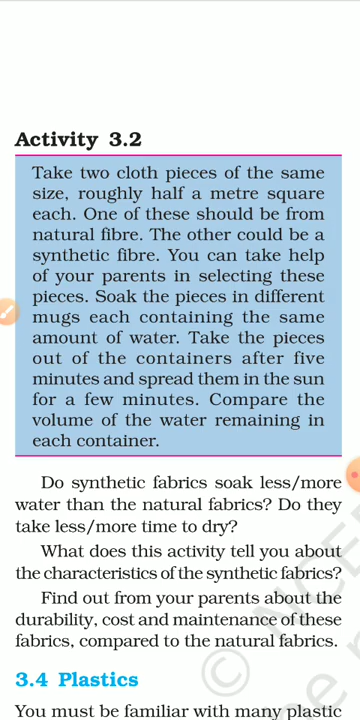 Activity 3.2
Take two cloth pieces of the same
size, roughly half a metre square
each. One of these should be from
natural fibre. The other could be a
synthetic fibre. You can take help
of your parents in selecting these
pieces. Soak the pieces in different
mugs each containing the same
amount of water. Take the pieces
out of the containers after five
minutes and spread them in the sun
for a few minutes. Compare the
volume of the water remaining in
each container.
Do synthetic fabrics soak less/more
water than the natural fabrics? Do they
take less/more time to dry?
What does this activity tell you about
the characteristics of the synthetic fabrics?
Find out from your parents about the
durability, cost and maintenance of these
fabrics, compared to the natural fabrics.
3.4 Plastics
You must be familiar with many plastic